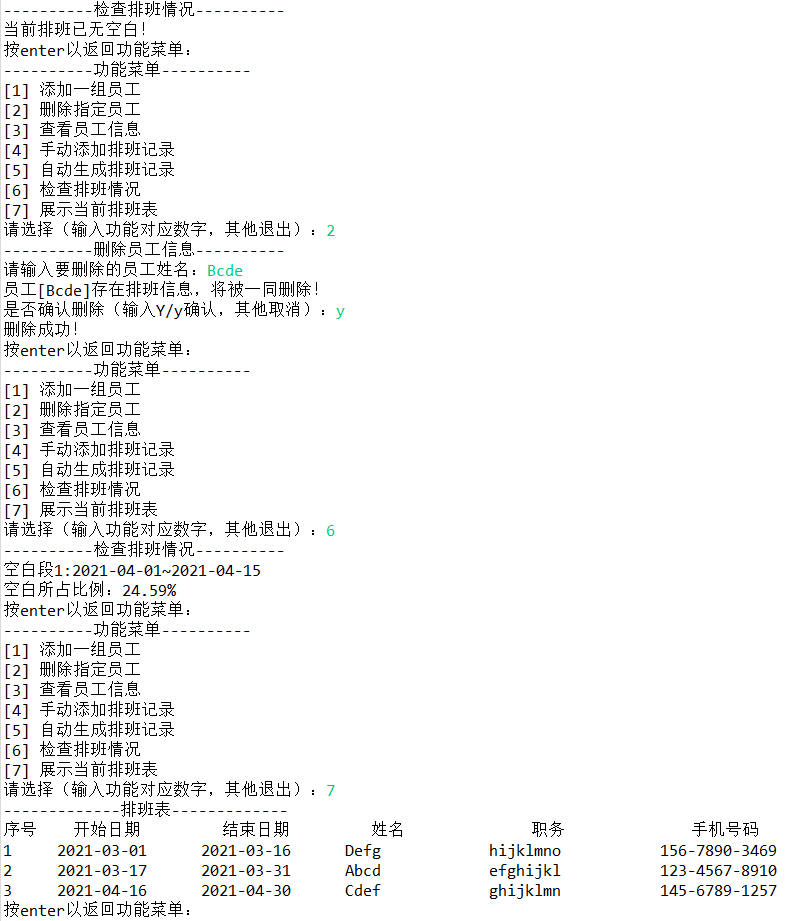 ----------检查排班情况----------
当前排班已无空白!
按enter以返回功能菜单:
----------功能菜单----------
[1] 添加一组员工
[2] 删除指定员工
[3] 查看员工信息
[4] 手动添加排班记录
[5] 自动生成排班记录
[6] 检查排班情况
[7] 展示当前排班表
请选择（输入功能对应数字，其他退出）: 2
----------删除员工信息----------
请输入要删除的员工姓名: Bcde
员工[Bcde]存在排班信息，将被一同删除!
是否确认删除（输入Y/y确认，其他取消）: y
删除成功!
按enter以返回功能菜单:
----------功能菜单----------
[1] 添加一组员工
[2] 删除指定员工
[3] 查看员工信息
[4] 手动添加排班记录
[5] 自动生成排班记录
[6] 检查排班情况
[7] 展示当前排班表
请选择（输入功能对应数字，其他退出）: 6
----------检查排班情况----------
空白段1:2021-04-01~2021-04-15
空白所占比例: 24.59%
按enter以返回功能菜单:
----------功能菜单----------
[1] 添加一组员工
[2] 删除指定员工
[3] 查看员工信息
[4] 手动添加排班记录
[5] 自动生成排班记录
[6] 检查排班情况
[7] 展示当前排班表
请选择（输入功能对应数字，其他退出）: 7
-------------排班表-------------
序号 开始日期 结束日期 姓名 职务 手机号码
1 2021-03-01 2021-03-16 Defg hijklmno 156-7890-3469
2 2021-03-17 2021-03-31 Abcd efghijkl 123-4567-8910
3 2021-04-16 2021-04-30 Cdef ghijklmn 145-6789-1257
按enter以返回功能菜单: